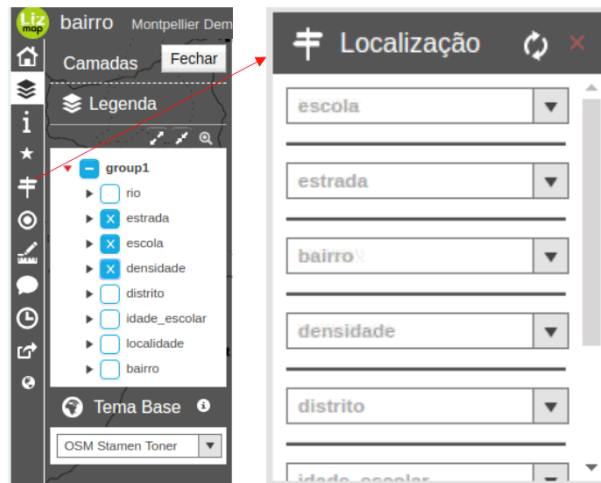 Liz
map
bairro Montpellier Dem
Camadas Fechar
Legenda
group1
rio
estrada
escola
densidade
distrito
idade_escolar
localidade
bairro
Tema Base
OSM Stamen Toner
Localização
escola
estrada
bairro
densidade
distrito
idade_escolar